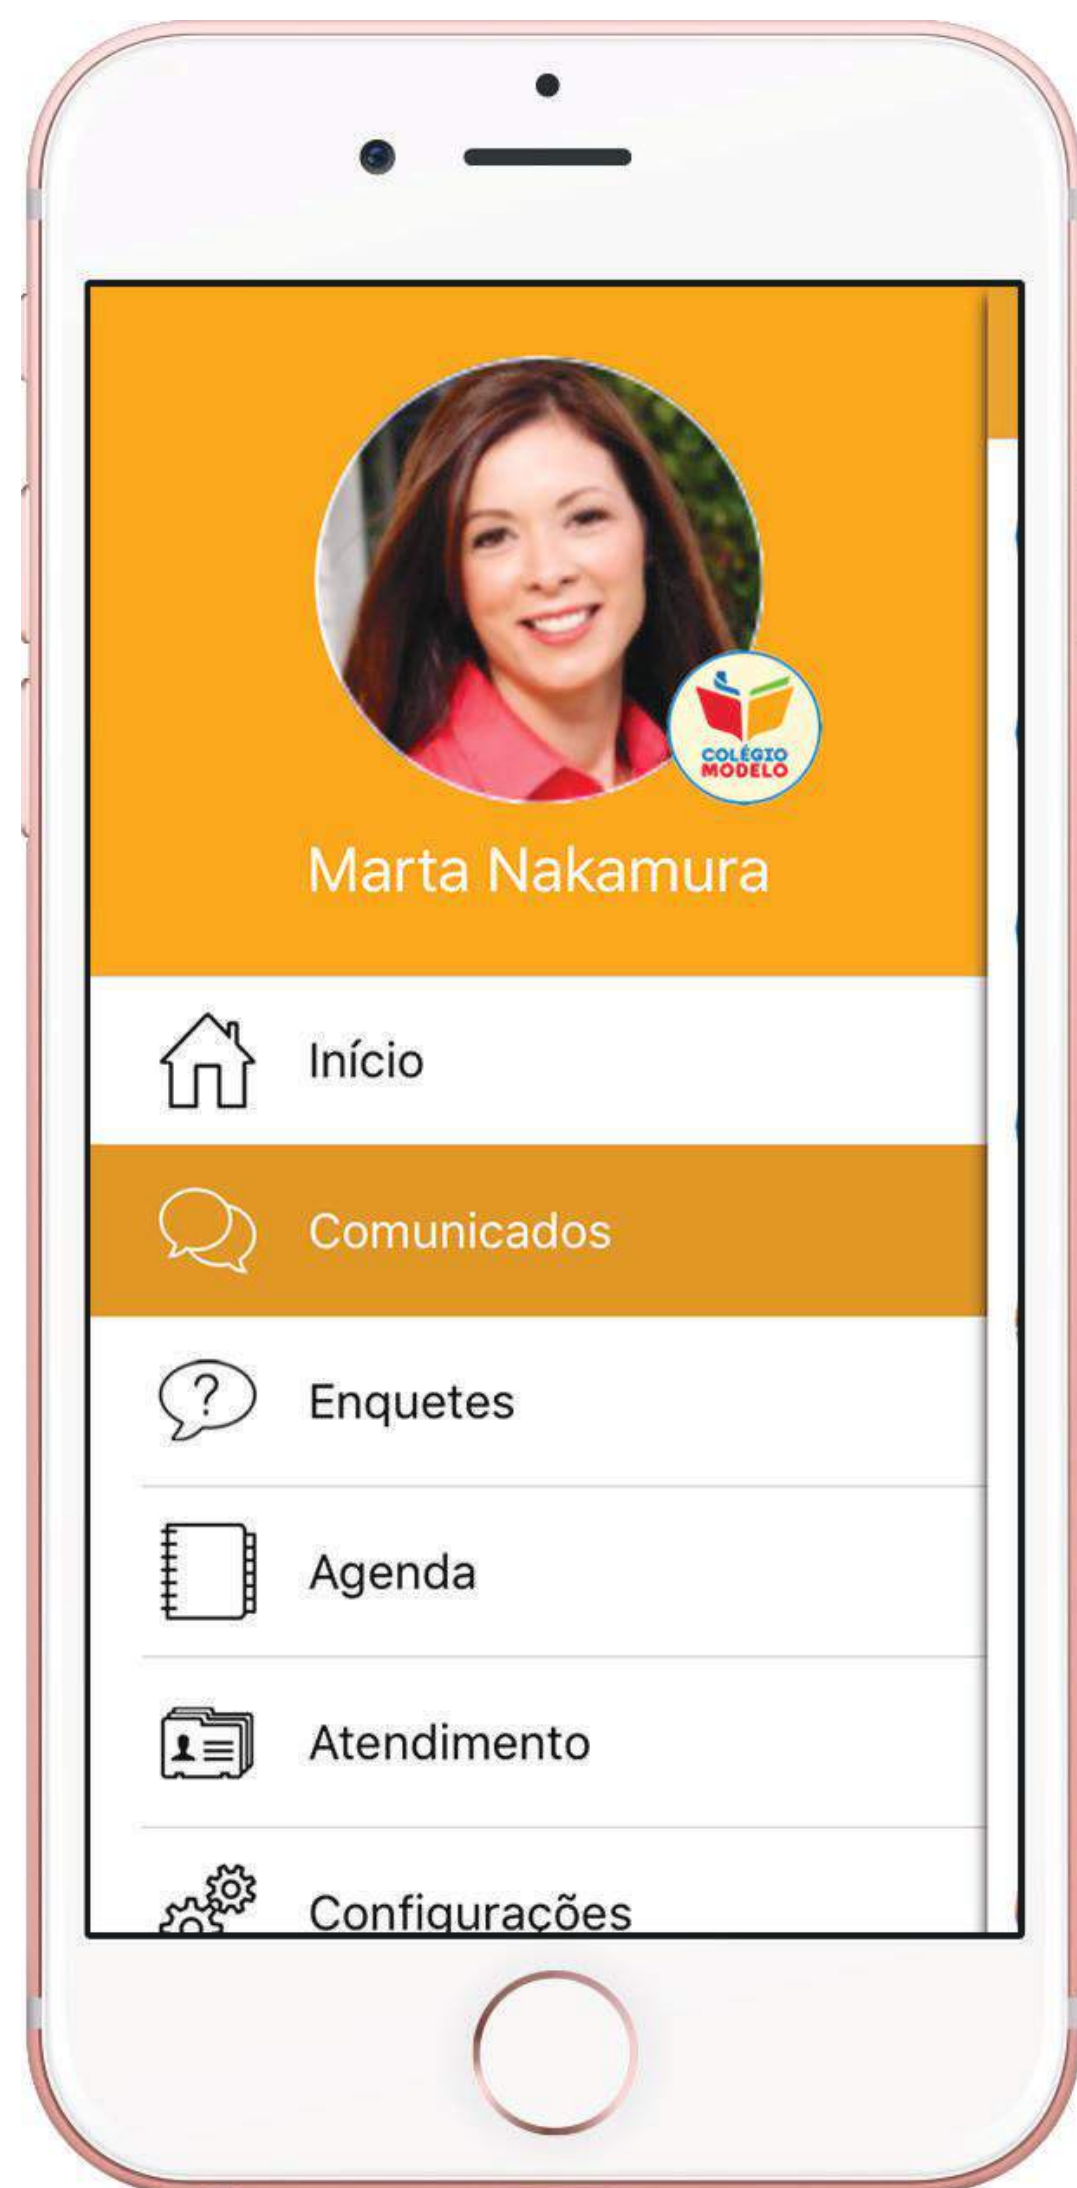 COLÉGIO
MODELO
Marta Nakamura
Início
Comunicados
Enquetes
Agenda
Atendimento
Configurações